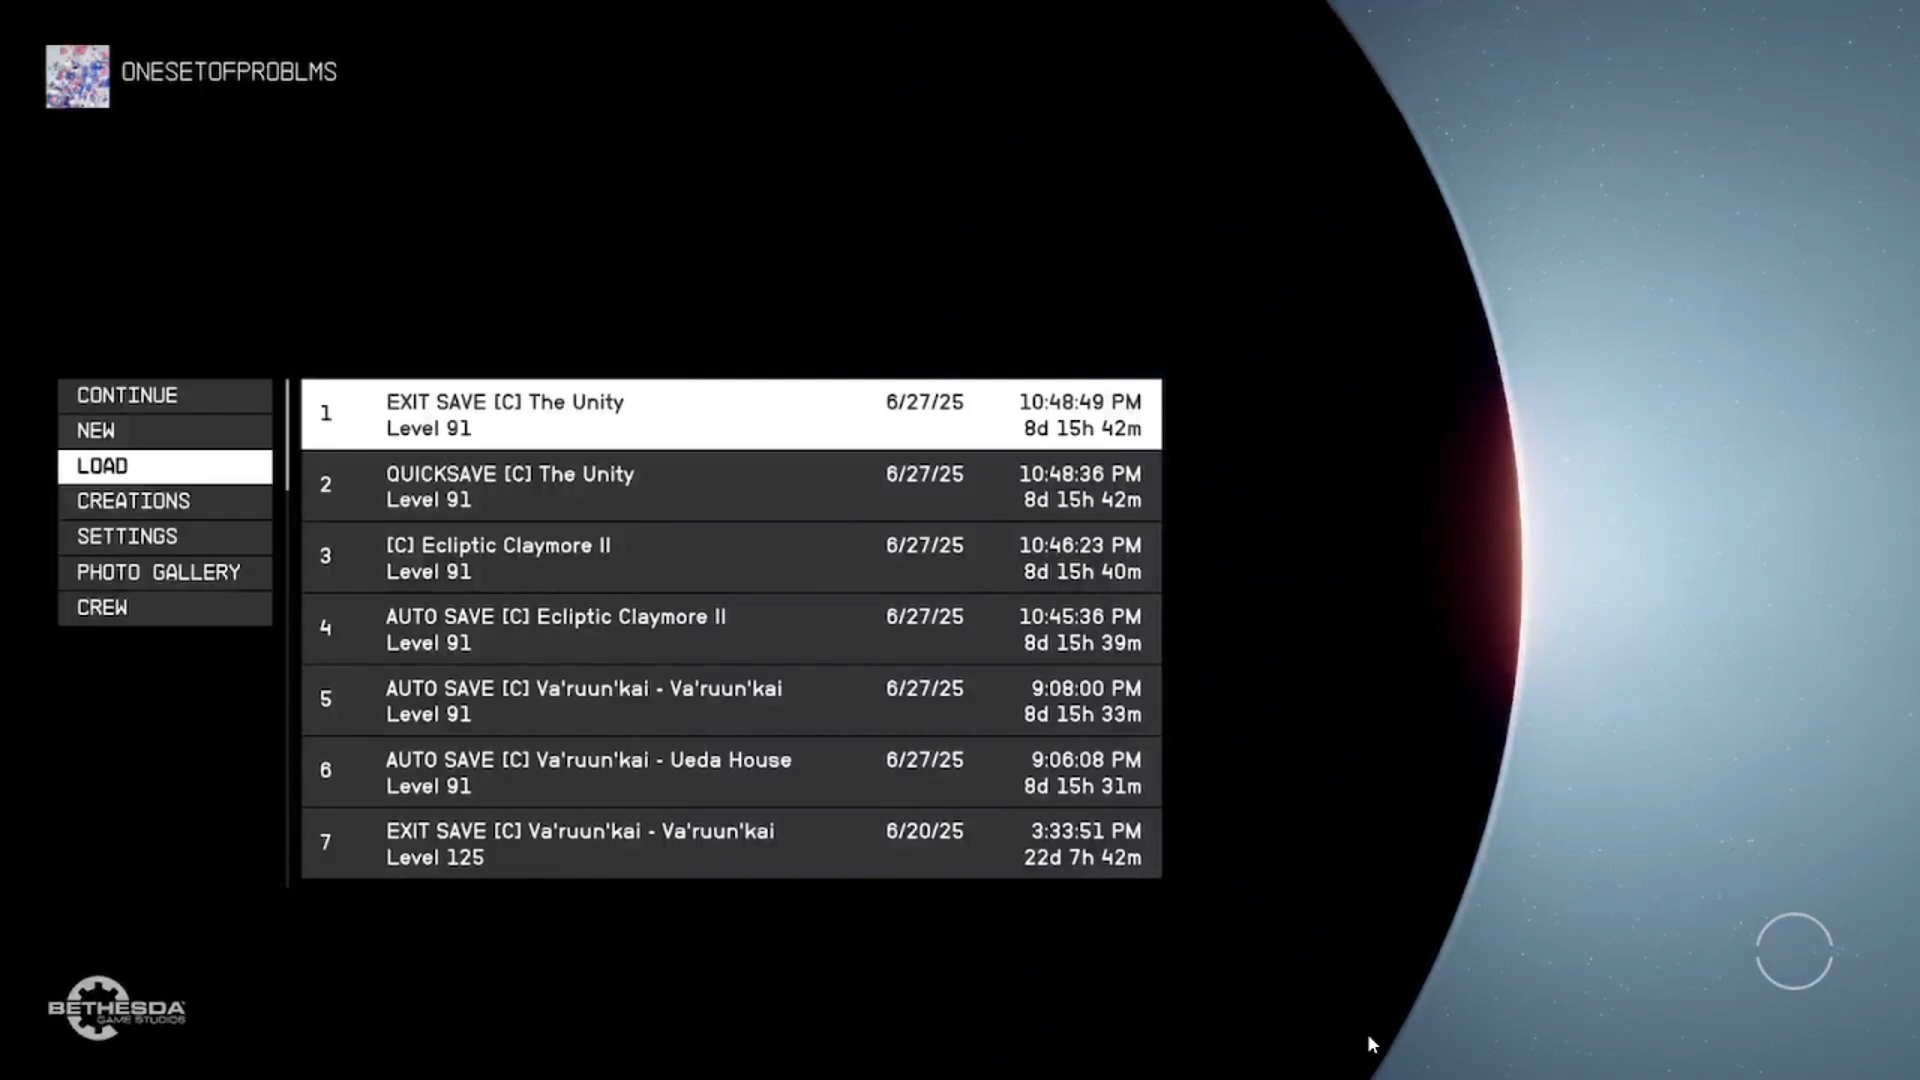 ONESETOFPROBLMS
CONTINUE
NEW
LOAD
CREATIONS
SETTINGS
PHOTO GALLERY
CREW
1 EXIT SAVE [C] The Unity 6/27/25 10:48:49 PM
Level 91 8d 15h 42m
2 QUICKSAVE [C] The Unity 6/27/25 10:48:36 PM
Level 91 8d 15h 42m
3 [C] Ecliptic Claymore II 6/27/25 10:46:23 PM
Level 91 8d 15h 40m
4 AUTO SAVE [C] Ecliptic Claymore II 6/27/25 10:45:36 PM
Level 91 8d 15h 39m
5 AUTO SAVE [C] Va'ruun'kai - Va'ruun'kai 6/27/25 9:08:00 PM
Level 91 8d 15h 33m
6 AUTO SAVE [C] Va'ruun'kai - Ueda House 6/27/25 9:06:08 PM
Level 91 8d 15h 31m
7 EXIT SAVE [C] Va'ruun'kai - Va'ruun'kai 6/20/25 3:33:51 PM
Level 125 22d 7h 42m
BETHESDA
GAME STUDIOS